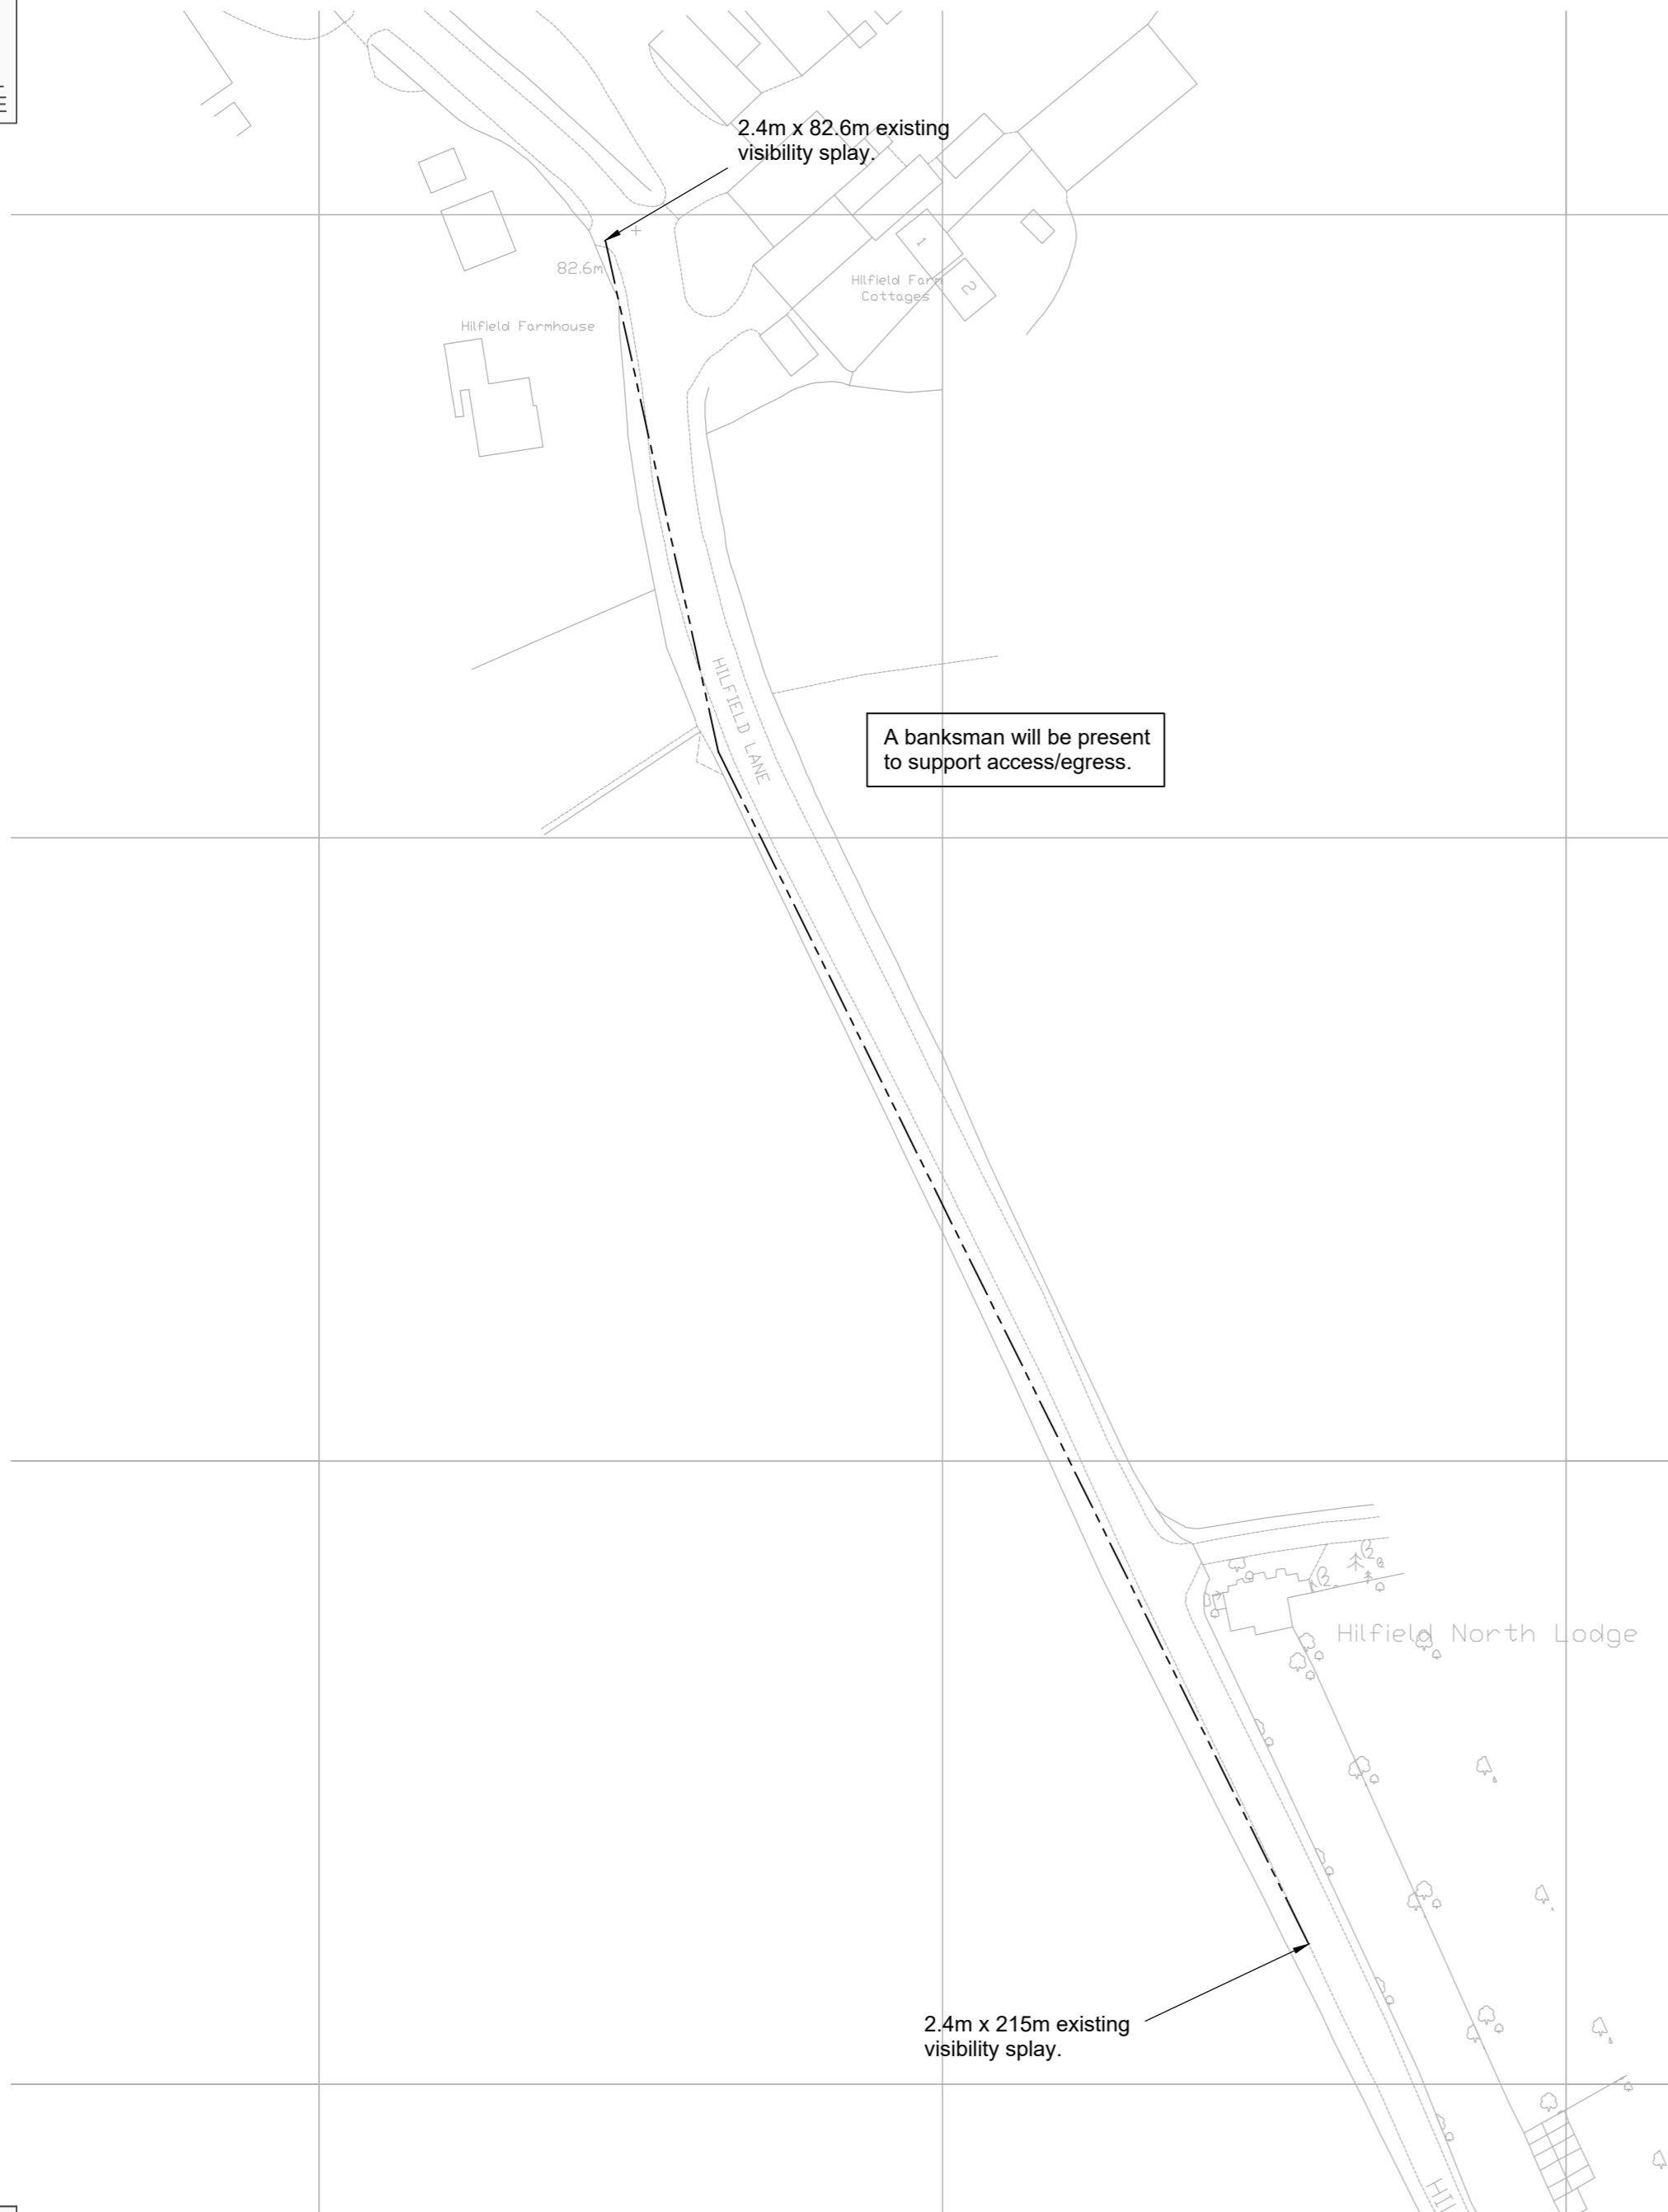 2.4m x 82.6m existing
visibility splay.
82.6m
1
2
Hilfield Farm
Cottages
Hilfield Farmhouse
HILFIELD LANE
A banksman will be present
to support access/egress.
Hilfield North Lodge
2.4m x 215m existing
visibility splay.